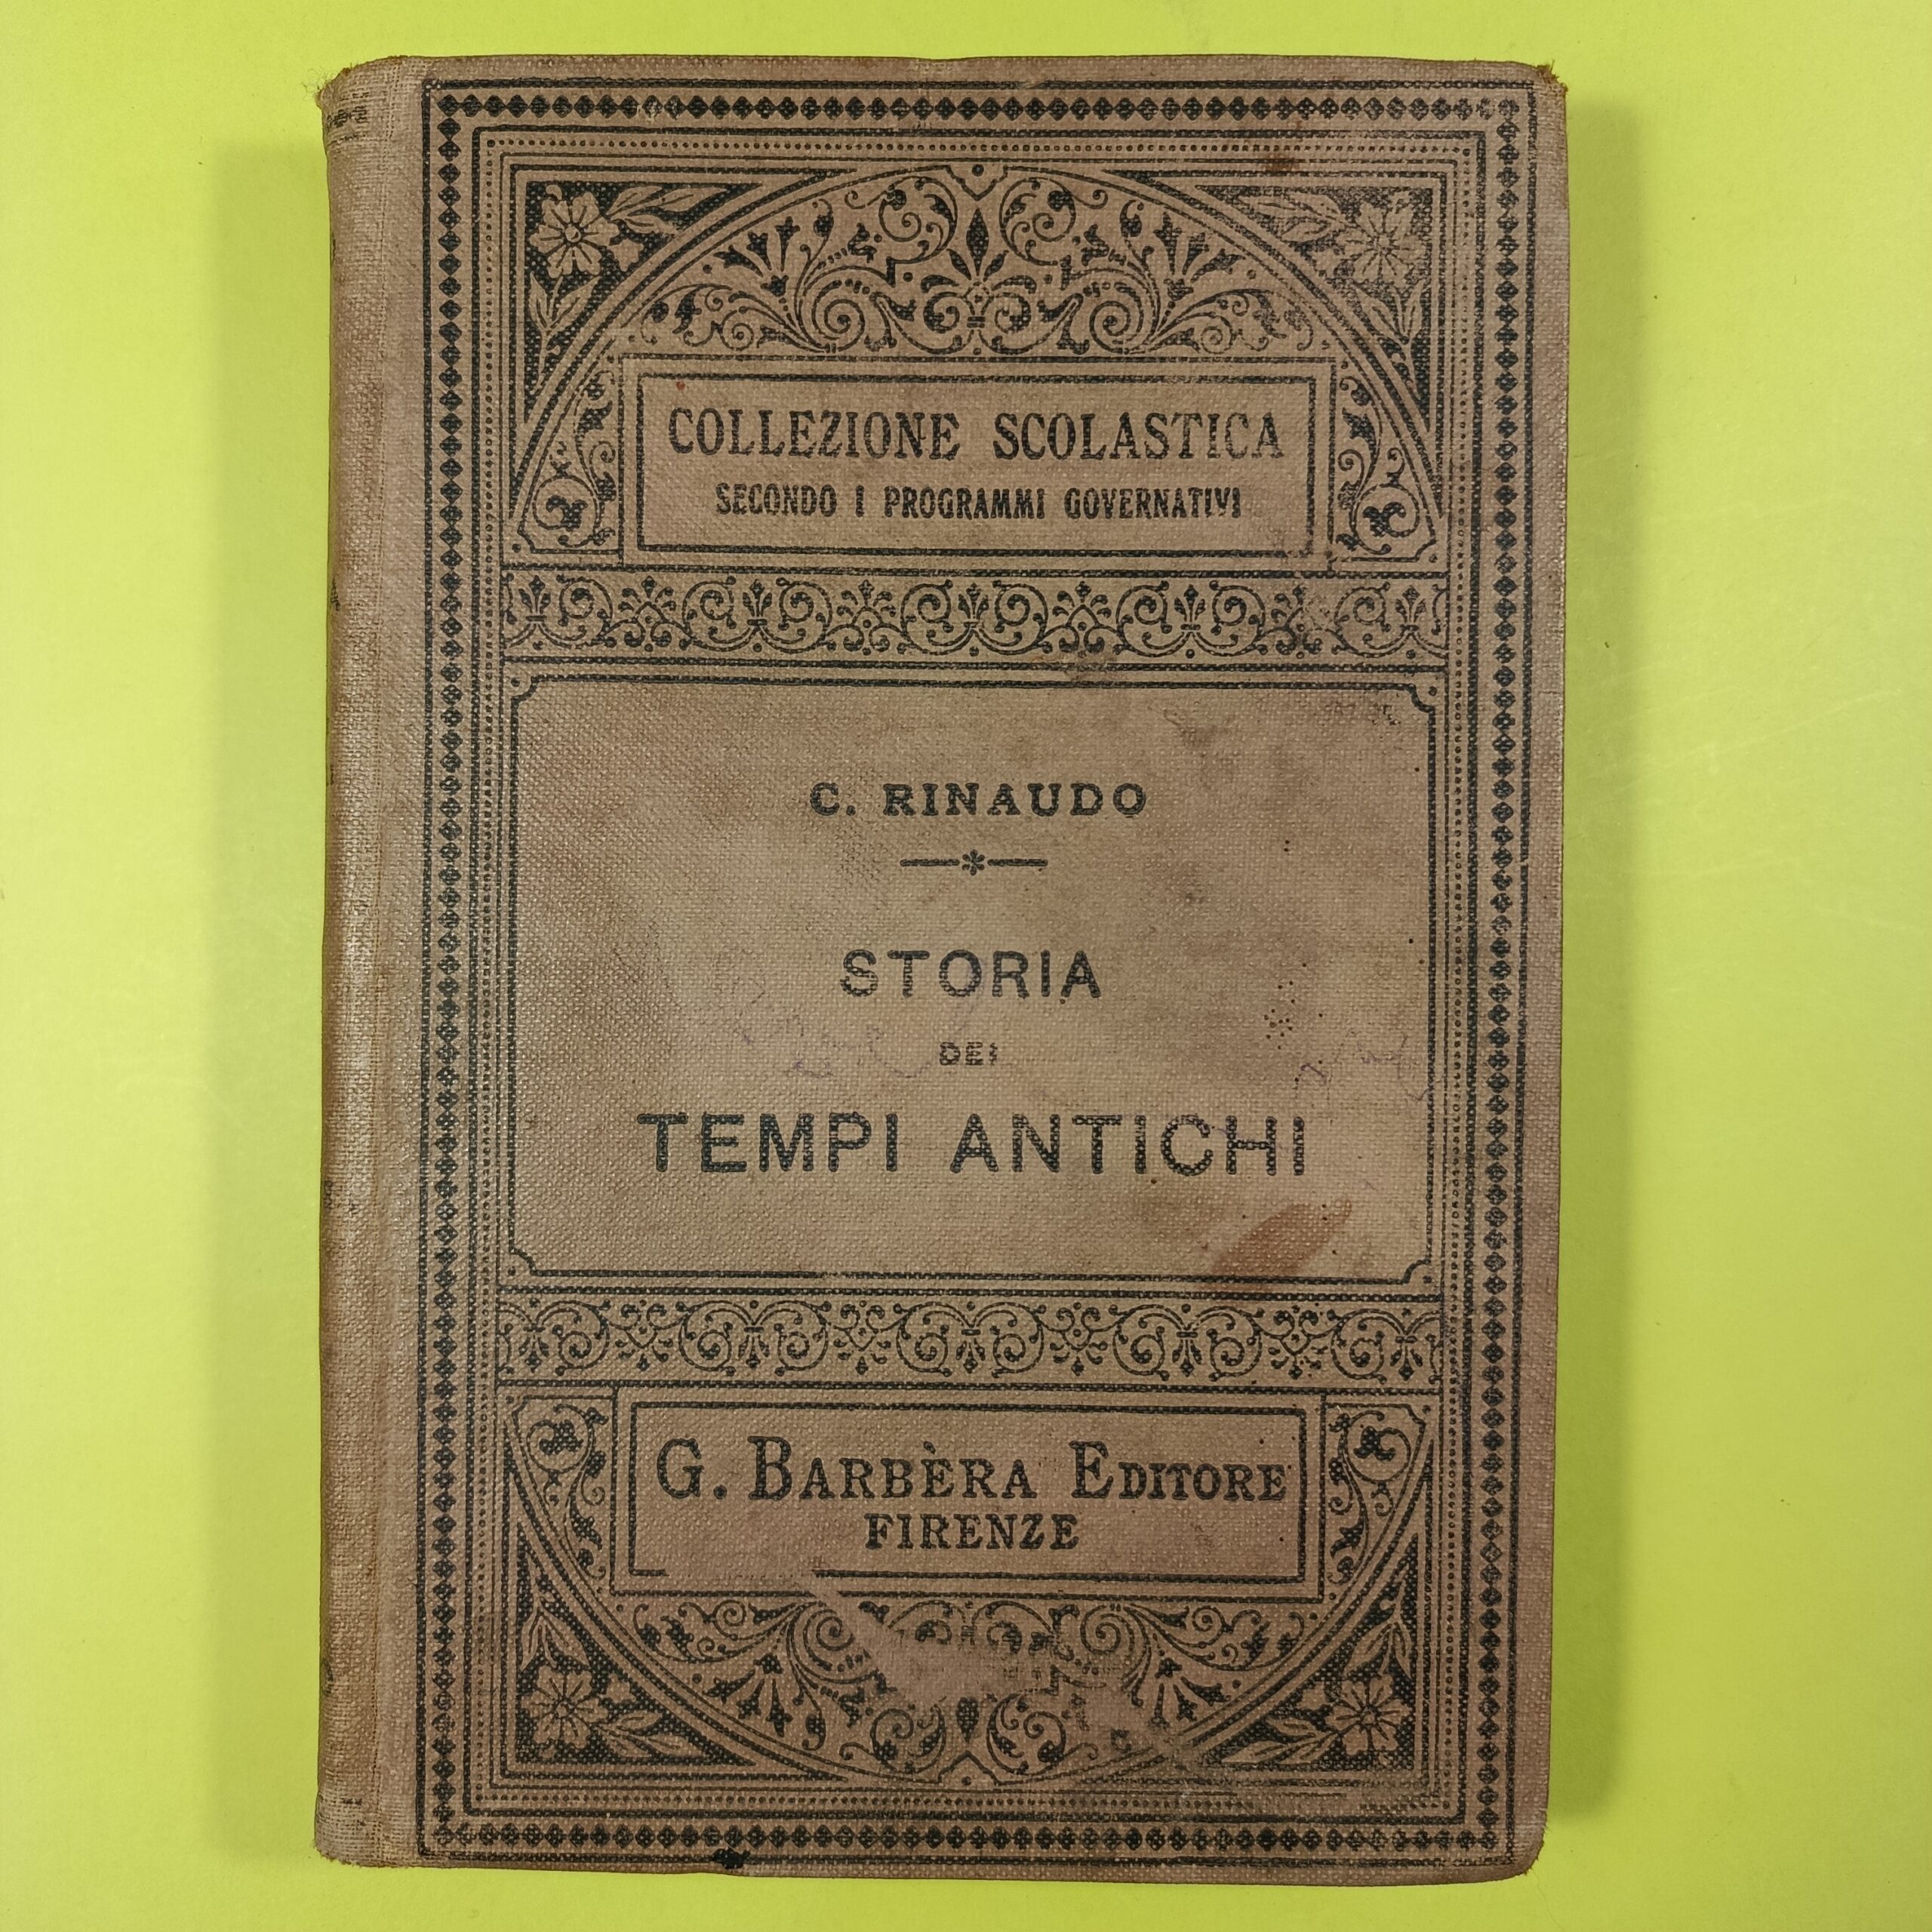 COLLEZIONE SCOLASTICA
SECONDO I PROGRAMMI GOVERNATIVI
C. RINAUDO
STORIA
DEI
TEMPI ANTICHI
G. BARBÈRA EDITORE
FIRENZE